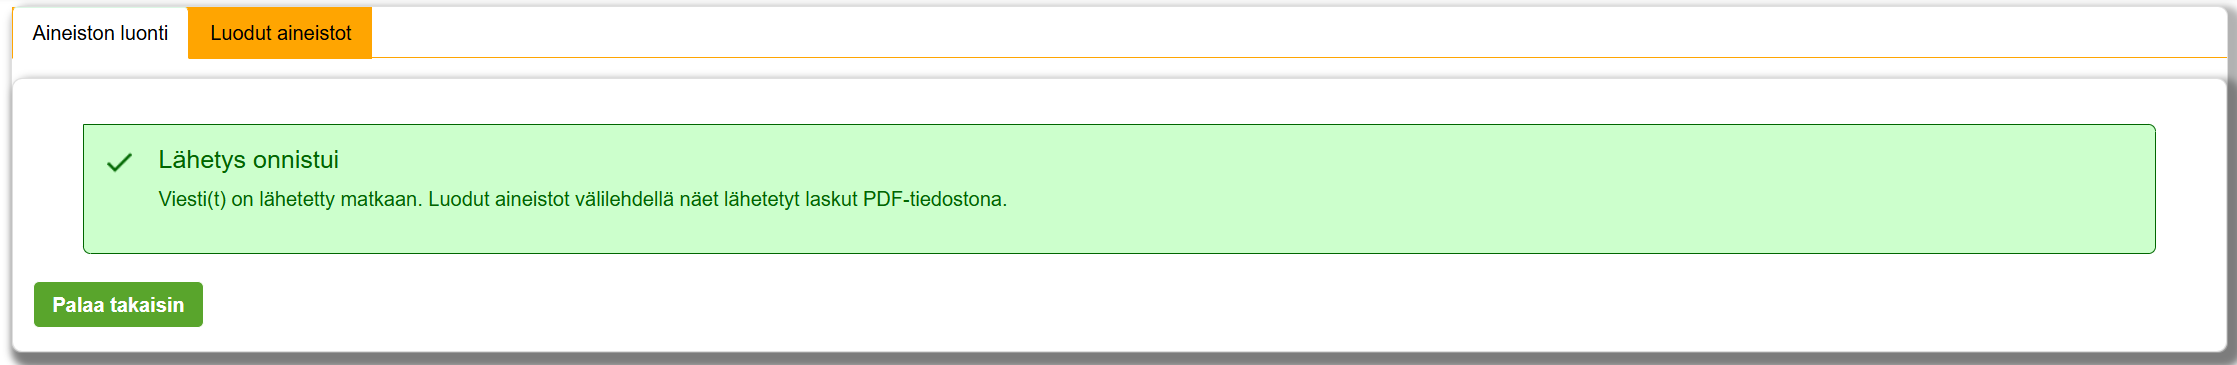 Aineiston luonti
Luodut aineistot
Lähetys onnistui
Viesti(t) on lähetetty matkaan. Luodut aineistot välilehdellä näet lähetetyt laskut PDF-tiedostona.
Palaa takaisin